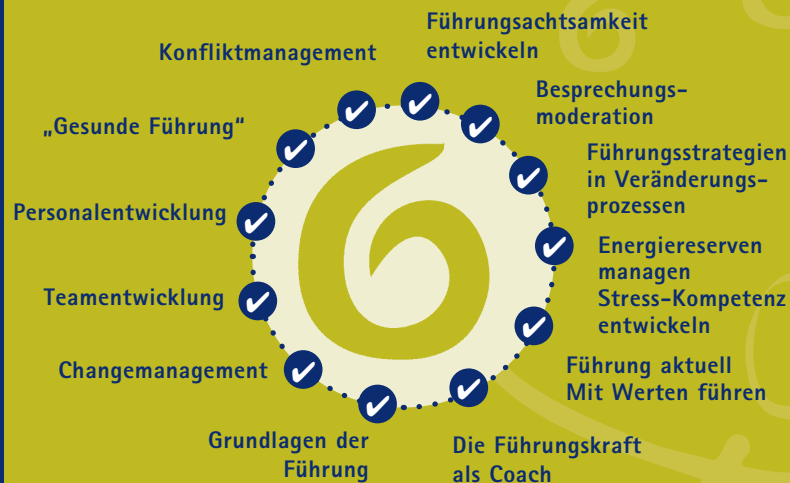 Führungsachtsamkeit
entwickeln
Besprechungs-
moderation
Führungsstrategien
in Veränderungs-
prozessen
Energiereserven
managen
Stress-Kompetenz
entwickeln
Führung aktuell
Mit Werten führen
Die Führungskraft
als Coach
Grundlagen der
Führung
Changemanagement
Teamentwicklung
Personalentwicklung
„Gesunde Führung“
Konfliktmanagement
6